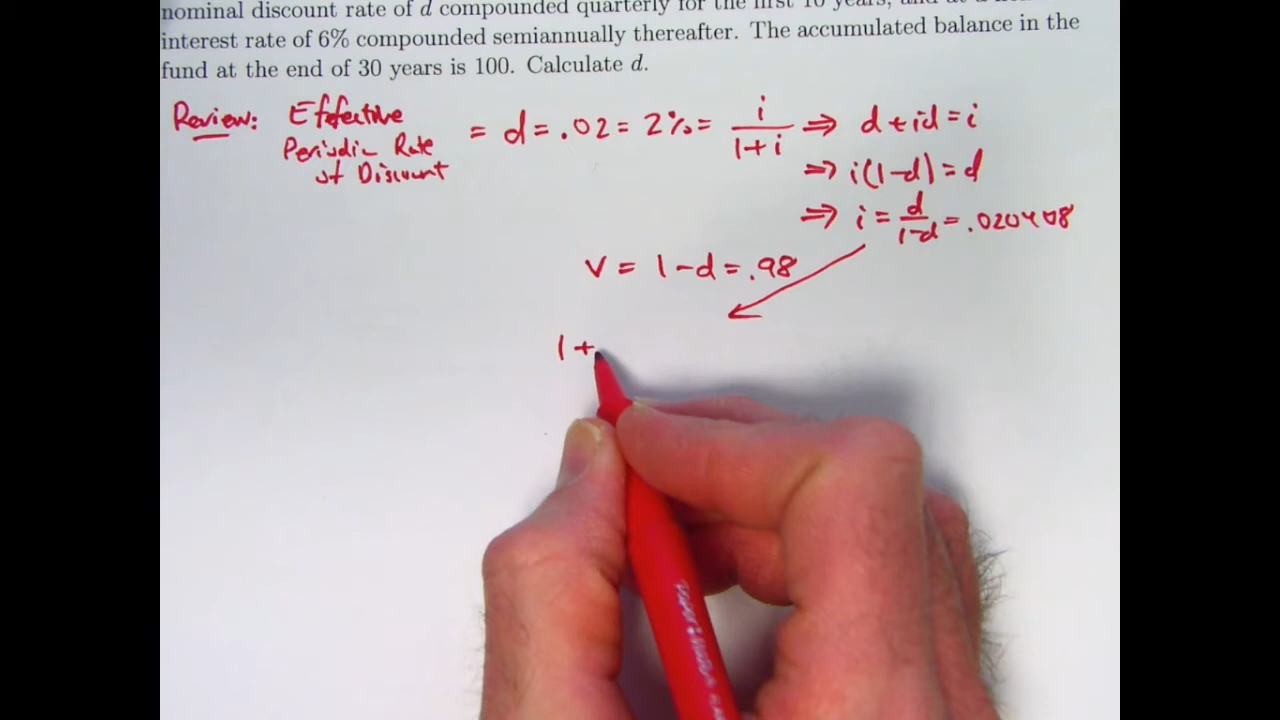 nominal discount rate of d compounded quarterly for the first 10 years, and at a
interest rate of 6% compounded semiannually thereafter. The accumulated balance in the
fund at the end of 30 years is 100. Calculate d.
Review: Effective Periodic Rate of Discount = d = .02 = 2% = i/(1+i) ⇒ d + id = i
⇒ i(1-d) = d
⇒ i = d/(1-d) = .020408
v = 1 - d = .98
1 +